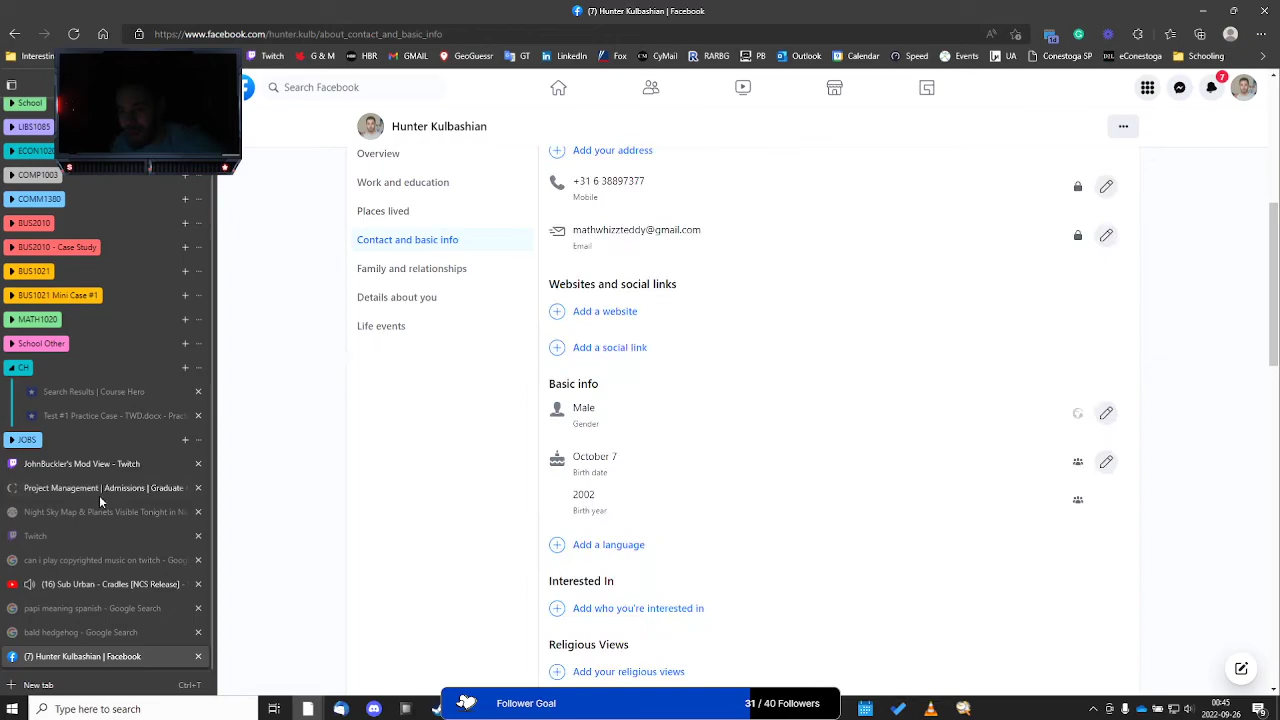 (7) Hunter Kulbashian | Facebook
https://www.facebook.com/hunter.kulb/about_contact_and_basic_info
Twitch G & M HBR GMAIL GeoGuessr GT LinkedIn Fox CyMail RARBG PB Outlook Calendar Speed Events UA Conestoga SP eConestoga Schooling
Search Facebook
7
Hunter Kulbashian
School
COMP1003
COMM1380
BUS2010
BUS2010 - Case Study
BUS1021
BUS1021 Mini Case #1
MATH1020
School Other
CH
Search Results | Course Hero
Test #1 Practice Case - TWD.docx - Prac
JOBS
JohnBuckler's Mod View - Twitch
Project Management | Admissions | Graduate
Night Sky Map & Planets Visible Tonight in
Twitch
can i play copyrighted music on twitch - Goog
(16) Sub Urban - Cradles [NCS Release] -
papi meaning spanish - Google Search
bald hedgehog - Google Search
(7) Hunter Kulbashian | Facebook
New tab Ctrl+T
Overview
Work and education
Places lived
Contact and basic info
Family and relationships
Details about you
Life events
Add your address
+31 6 38897377
Mobile
mathwhizzteddy@gmail.com
Email
Websites and social links
Add a website
Add a social link
Basic info
Male
Gender
October 7
Birth date
2002
Birth year
Add a language
Interested In
Add who you're interested in
Religious Views
Add your religious views
Type here to search
Follower Goal 31 / 40 Followers
00:45
2022-09-26